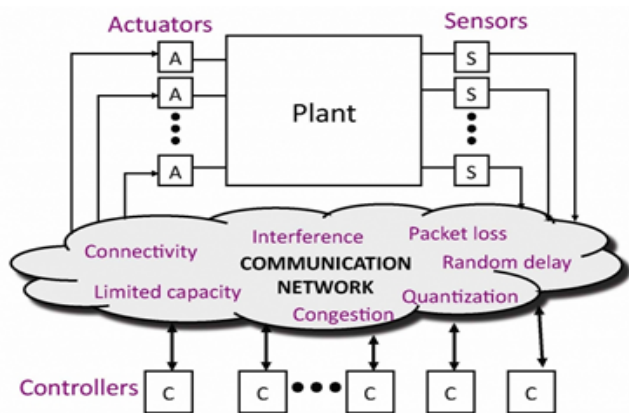 Actuators
Sensors
A
S
A
S
Plant
A
S
Interference
Packet loss
Connectivity
COMMUNICATION
Random delay
NETWORK
Limited capacity
Quantization
Congestion
Controllers
C
C
C
C
C